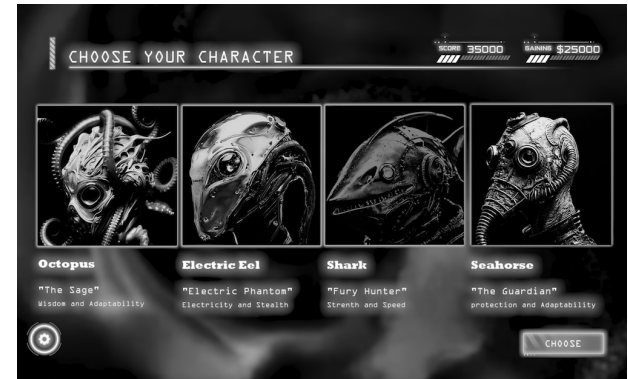 CHOOSE YOUR CHARACTER
SCORE 35000
GAINING $25000
Octopus
"The Sage"
Wisdom and Adaptability
Electric Eel
"Electric Phantom"
Electricity and Stealth
Shark
"Fury Hunter"
Strenth and Speed
Seahorse
"The Guardian"
protection and Adaptability
CHOOSE